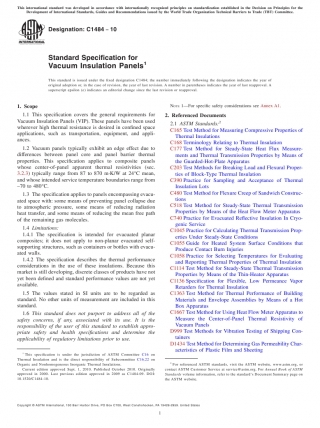 This international standard was developed in accordance with internationally recognized principles on standardization established in the Decision on Principles for the
Development of International Standards, Guides and Recommendations issued by the World Trade Organization Technical Barriers to Trade (TBT) Committee.
Designation: C1484 − 10
Standard Specification for
Vacuum Insulation Panels1
This standard is issued under the fixed designation C1484; the number immediately following the designation indicates the year of
original adoption or, in the case of revision, the year of last revision. A number in parentheses indicates the year of last reapproval. A
superscript epsilon (ε) indicates an editorial change since the last revision or reapproval.
1. Scope
1.1 This specification covers the general requirements for
Vacuum Insulation Panels (VIP). These panels have been used
wherever high thermal resistance is desired in confined space
applications, such as transportation, equipment, and appli-
ances.
1.2 Vacuum panels typically exhibit an edge effect due to
differences between panel core and panel barrier thermal
properties. This specification applies to composite panels
whose center-of-panel apparent thermal resistivities (sec.
3.2.3) typically range from 87 to 870 m·K/W at 24°C mean,
and whose intended service temperature boundaries range from
–70 to 480°C.
1.3 The specification applies to panels encompassing evacu-
ated space with: some means of preventing panel collapse due
to atmospheric pressure, some means of reducing radiation
heat transfer, and some means of reducing the mean free path
of the remaining gas molecules.
1.4 Limitations:
1.4.1 The specification is intended for evacuated planar
composites; it does not apply to non-planar evacuated self-
supporting structures, such as containers or bottles with evacu-
ated walls.
1.4.2 The specification describes the thermal performance
considerations in the use of these insulations. Because this
market is still developing, discrete classes of products have not
yet been defined and standard performance values are not yet
available.
1.5 The values stated in SI units are to be regarded as
standard. No other units of measurement are included in this
standard.
1.6 This standard does not purport to address all of the
safety concerns, if any, associated with its use. It is the
responsibility of the user of this standard to establish appro-
priate safety and health specifications and determine the
applicability of regulatory limitations prior to use.
NOTE 1—For specific safety considerations see Annex A1.
2. Referenced Documents
2.1 ASTM Standards:2
C165 Test Method for Measuring Compressive Properties of
Thermal Insulations
C168 Terminology Relating to Thermal Insulation
C177 Test Method for Steady-State Heat Flux Measure-
ments and Thermal Transmission Properties by Means of
the Guarded-Hot-Plate Apparatus
C203 Test Methods for Breaking Load and Flexural Proper-
ties of Block-Type Thermal Insulation
C390 Practice for Sampling and Acceptance of Thermal
Insulation Lots
C480 Test Method for Flexure Creep of Sandwich Construc-
tions
C518 Test Method for Steady-State Thermal Transmission
Properties by Means of the Heat Flow Meter Apparatus
C740 Practice for Evacuated Reflective Insulation In Cryo-
genic Service
C1045 Practice for Calculating Thermal Transmission Prop-
erties Under Steady-State Conditions
C1055 Guide for Heated System Surface Conditions that
Produce Contact Burn Injuries
C1058 Practice for Selecting Temperatures for Evaluating
and Reporting Thermal Properties of Thermal Insulation
C1114 Test Method for Steady-State Thermal Transmission
Properties by Means of the Thin-Heater Apparatus
C1136 Specification for Flexible, Low Permeance Vapor
Retarders for Thermal Insulation
C1363 Test Method for Thermal Performance of Building
Materials and Envelope Assemblies by Means of a Hot
Box Apparatus
C1667 Test Method for Using Heat Flow Meter Apparatus to
Measure the Center-of-Panel Thermal Resistivity of
Vacuum Panels
D999 Test Methods for Vibration Testing of Shipping Con-
tainers
D1434 Test Method for Determining Gas Permeability Char-
acteristics of Plastic Film and Sheeting
1 This specification is under the jurisdiction of ASTM Committee C16 on
Thermal Insulation and is the direct responsibility of Subcommittee C16.22 on
Organic and Nonhomogeneous Inorganic Thermal Insulations.
Current edition approved Sept. 1, 2010. Published October 2010. Originally
approved in 2000. Last previous edition approved in 2009 as C1484-09. DOI:
10.1520/C1484-10.
2 For referenced ASTM standards, visit the ASTM website, www.astm.org, or
contact ASTM Customer Service at service@astm.org. For Annual Book of ASTM
Standards volume information, refer to the standard's Document Summary page on
the ASTM website.
Copyright © ASTM International, 100 Barr Harbor Drive, PO Box C700, West Conshohocken, PA 19428-2959. United States
1